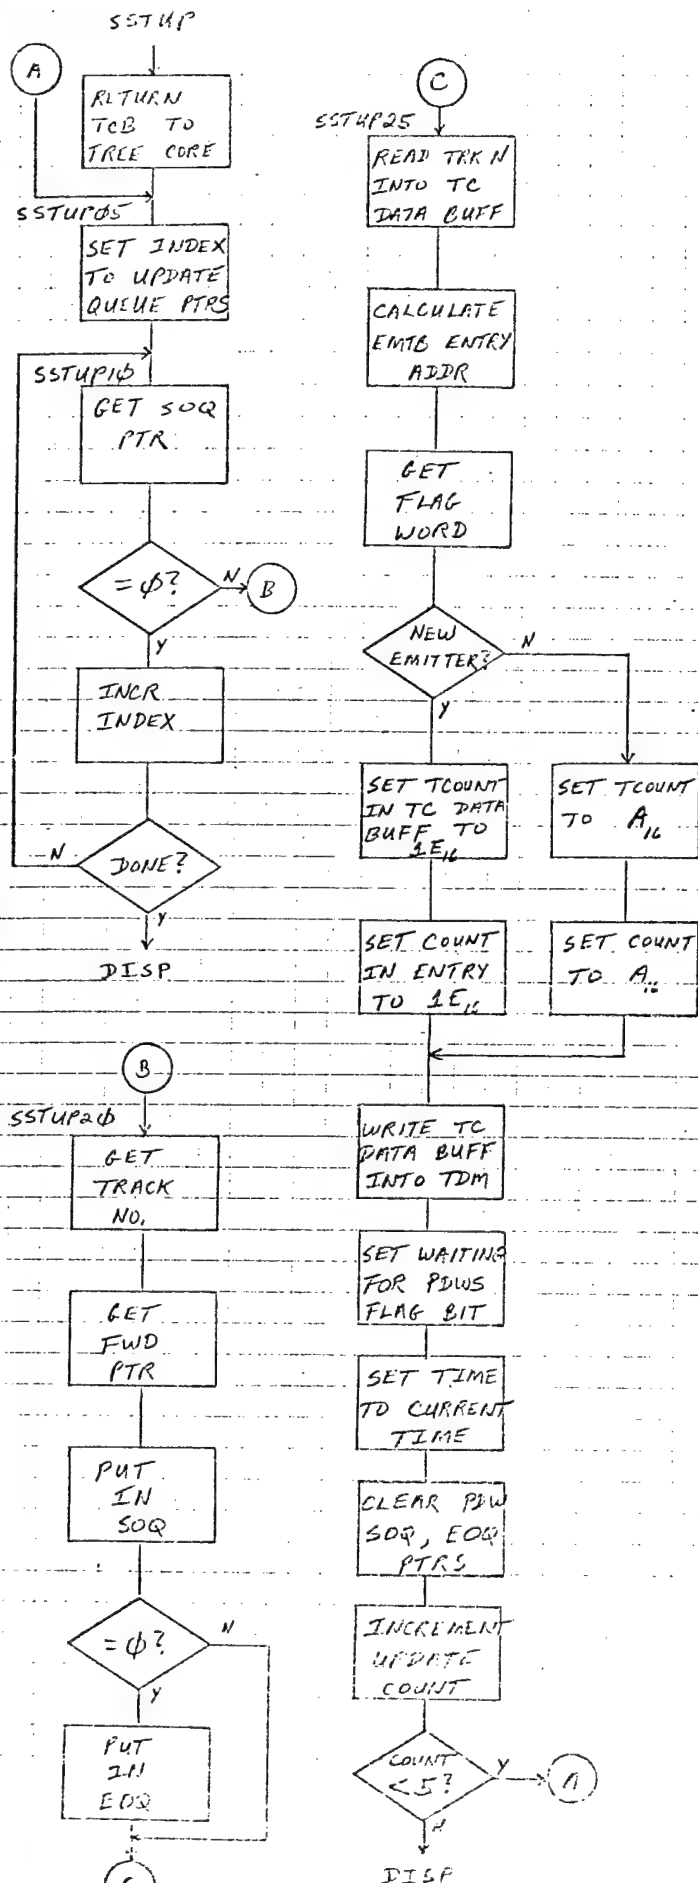 SSTUP
A
RETURN
TCB TO
FREE CORE
SSTUPØ5
SET INDEX
TO UPDATE
QUEUE PTRS
SSTUP1Ø
GET SOQ
PTR
= Ø?
N
B
Y
INCR
INDEX
N
DONE?
Y
DISP
B
SSTUP2Ø
GET
TRACK
NO.
GET
FWD
PTR
PUT
IN
SOQ
= Ø?
N
Y
PUT
IN
EOQ
C
C
SSTUP25
READ TRK N
INTO TC
DATA BUFF
CALCULATE
EMTB ENTRY
ADDR
GET
FLAG
WORD
NEW
EMITTER?
N
Y
SET TCOUNT
IN TC DATA
BUFF TO
1E₁₆
SET TCOUNT
TO A₁₆
SET COUNT
IN ENTRY
TO 1E₁₆
SET COUNT
TO A₁₆
WRITE TC
DATA BUFF
INTO TDM
SET WAITING
FOR PDWS
FLAG BIT
SET TIME
TO CURRENT
TIME
CLEAR PDW
SOQ, EOQ
PTRS
INCREMENT
UPDATE
COUNT
COUNT
< 5?
Y
A
N
DISP